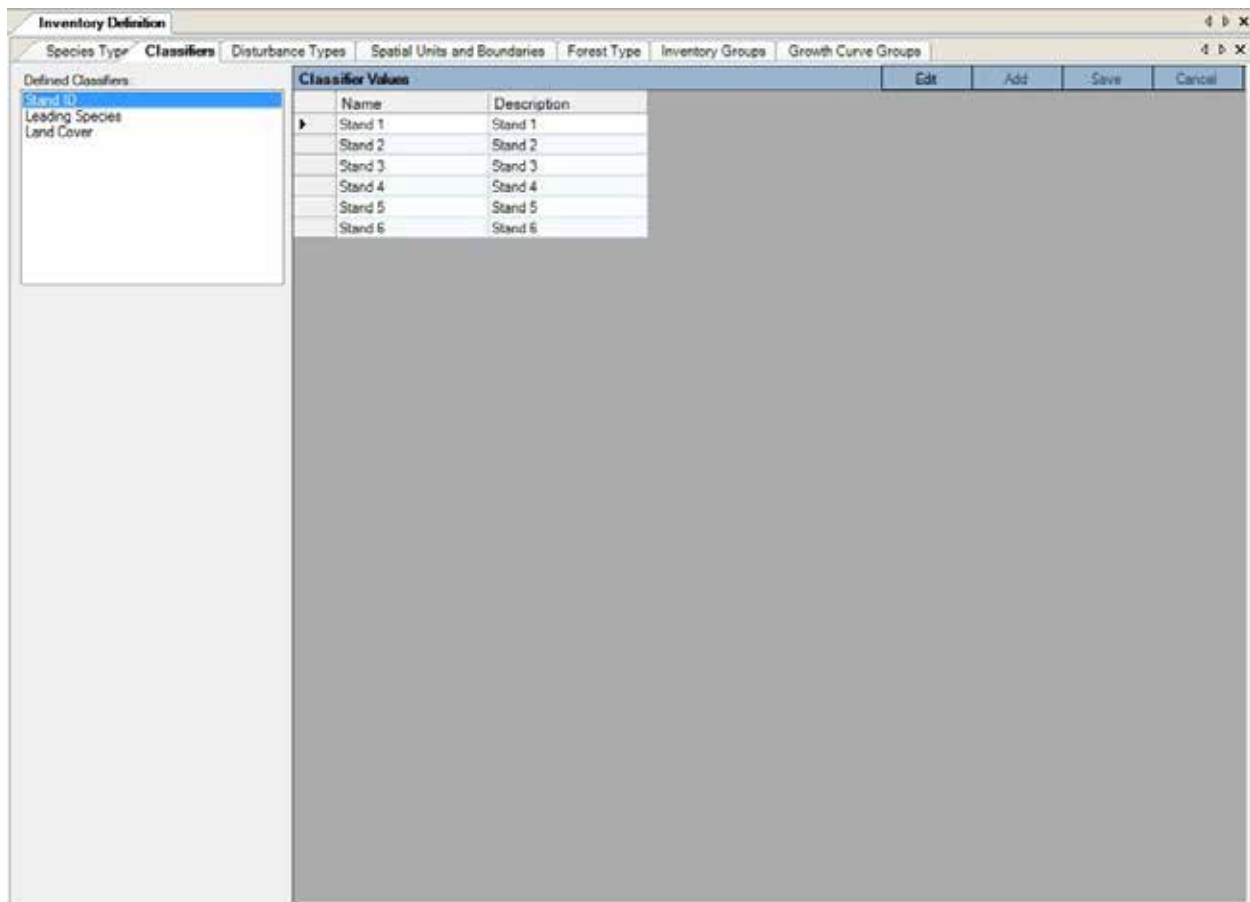 Inventory Definition
Species Type Classifiers Disturbance Types Spatial Units and Boundaries Forest Type Inventory Groups Growth Curve Groups
Defined Classifiers Classifier Values Edit Add Save Cancel
Stand ID
Leading Species
Land Cover
Name Description
Stand 1 Stand 1
Stand 2 Stand 2
Stand 3 Stand 3
Stand 4 Stand 4
Stand 5 Stand 5
Stand 6 Stand 6